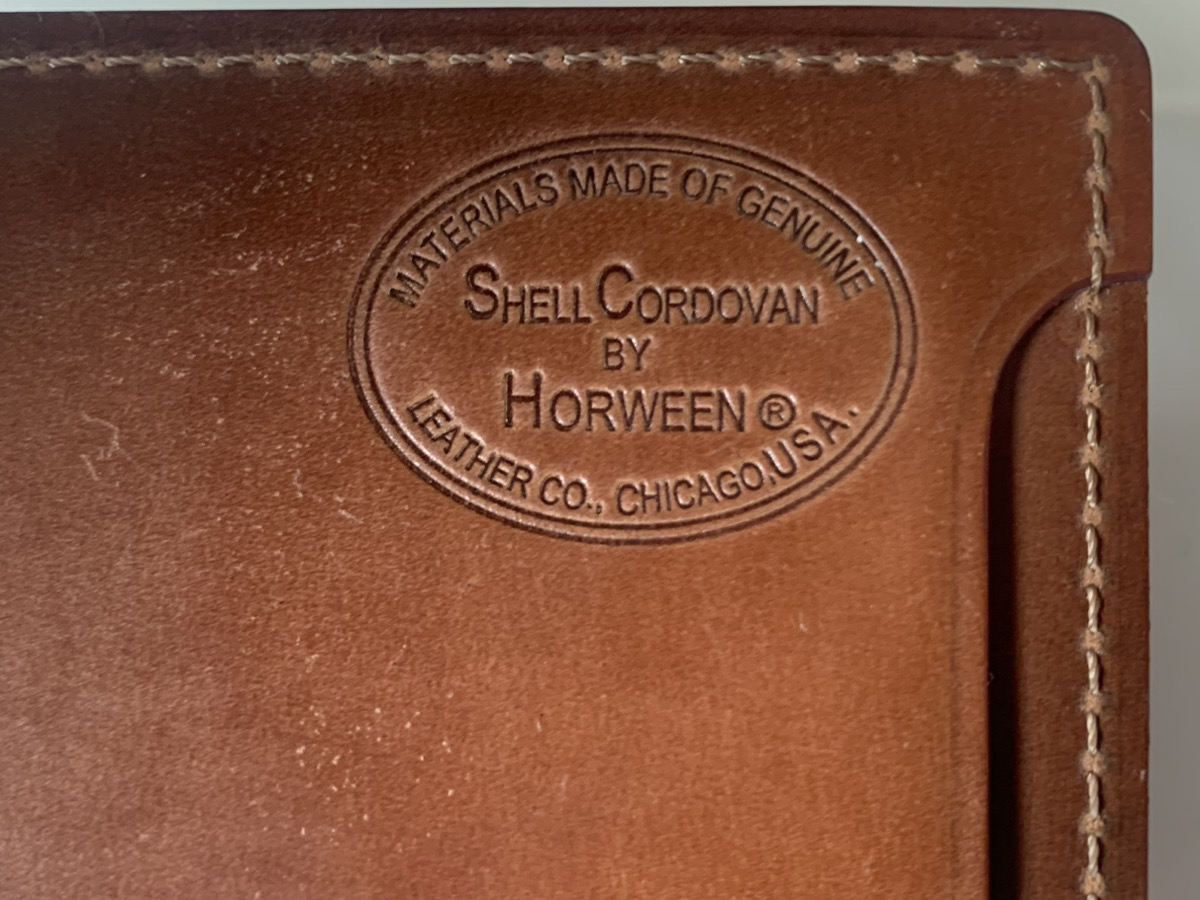 MATERIALS MADE OF GENUINE
SHELL CORDOVAN
BY
HORWEEN ®
LEATHER CO., CHICAGO,USA.